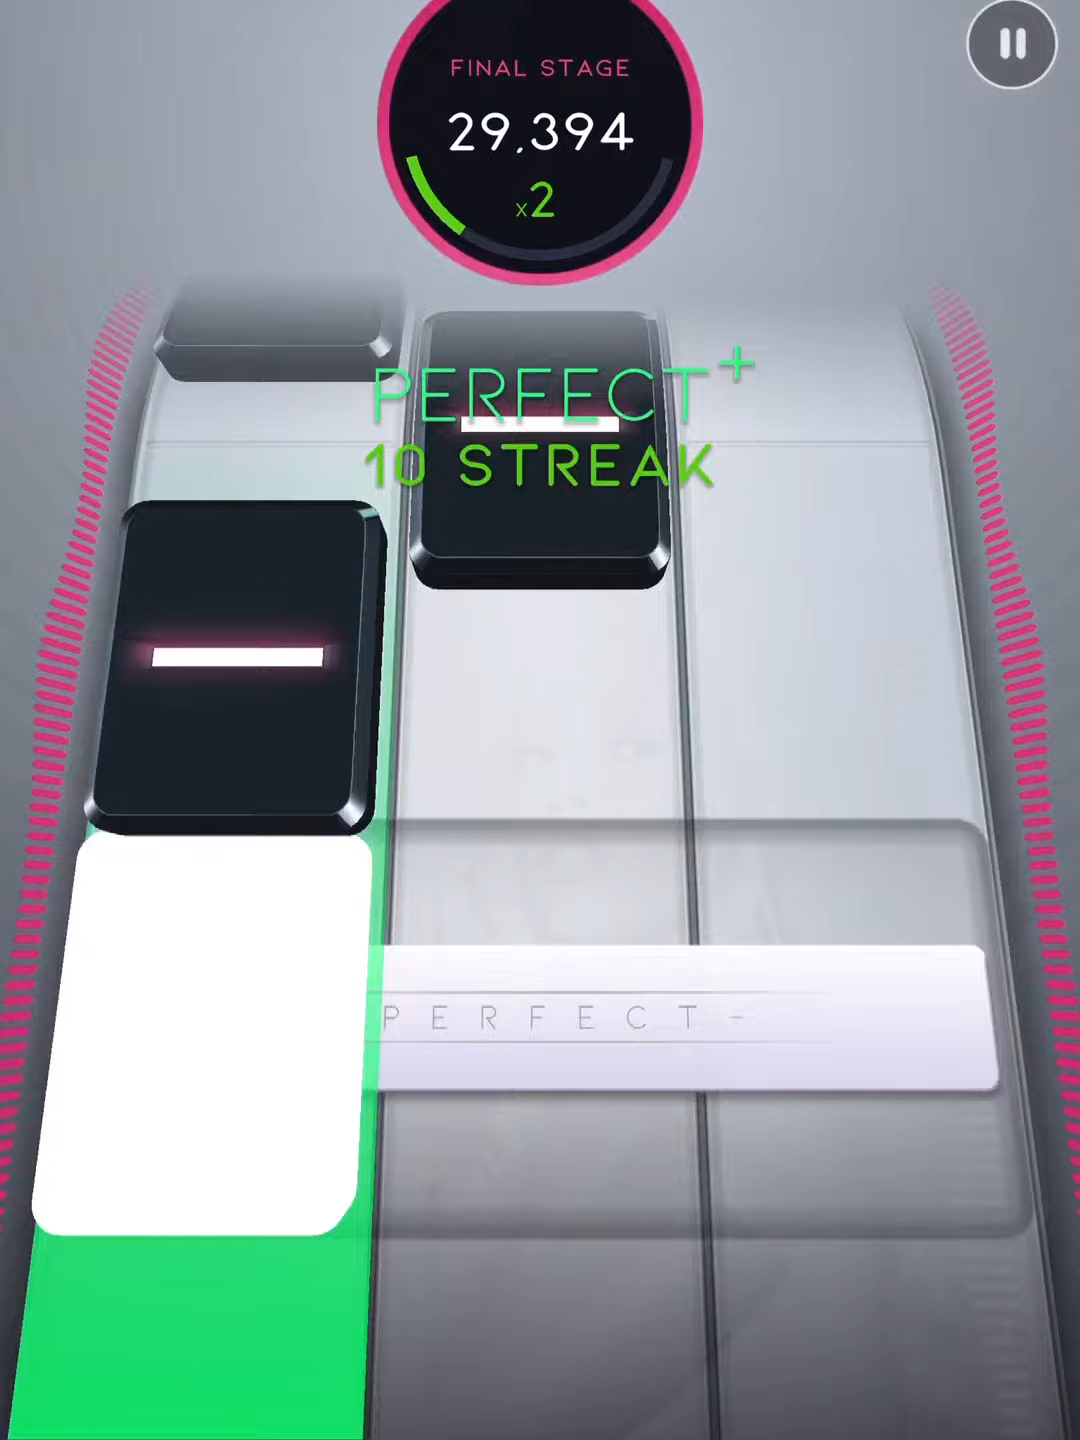 FINAL STAGE
29,394
x2
PERFECT+
10 STREAK
PERFECT-